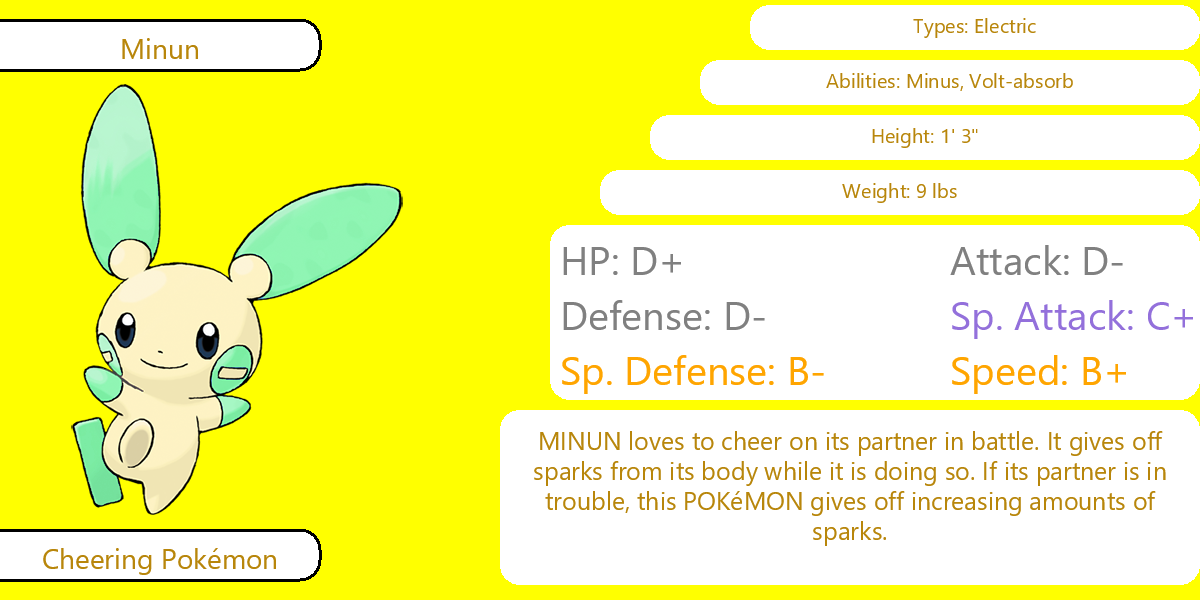 Minun
Types: Electric
Abilities: Minus, Volt-absorb
Height: 1' 3"
Weight: 9 lbs
HP: D+ Attack: D-
Defense: D- Sp. Attack: C+
Sp. Defense: B- Speed: B+
MINUN loves to cheer on its partner in battle. It gives off
sparks from its body while it is doing so. If its partner is in
trouble, this POKéMON gives off increasing amounts of
sparks.
Cheering Pokémon